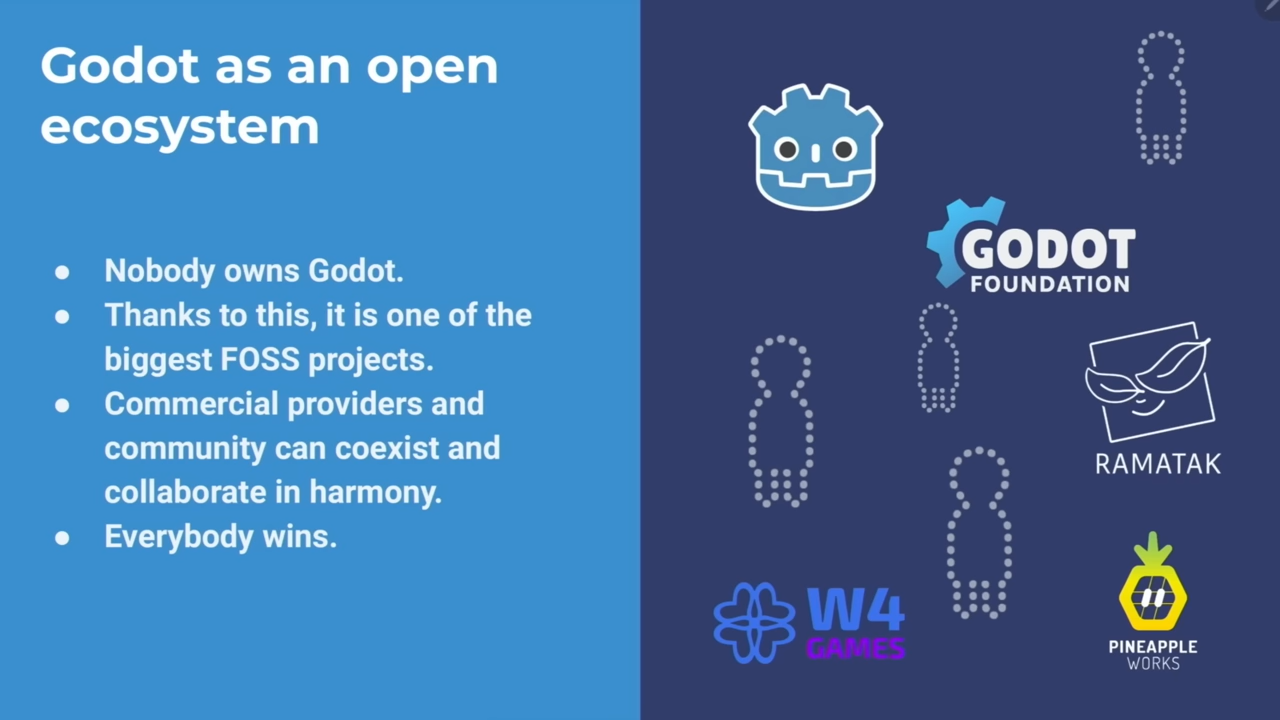 Godot as an open
ecosystem
● Nobody owns Godot.
● Thanks to this, it is one of the
biggest FOSS projects.
● Commercial providers and
community can coexist and
collaborate in harmony.
● Everybody wins.
GODOT
FOUNDATION
RAMATAK
W4
GAMES
PINEAPPLE
WORKS